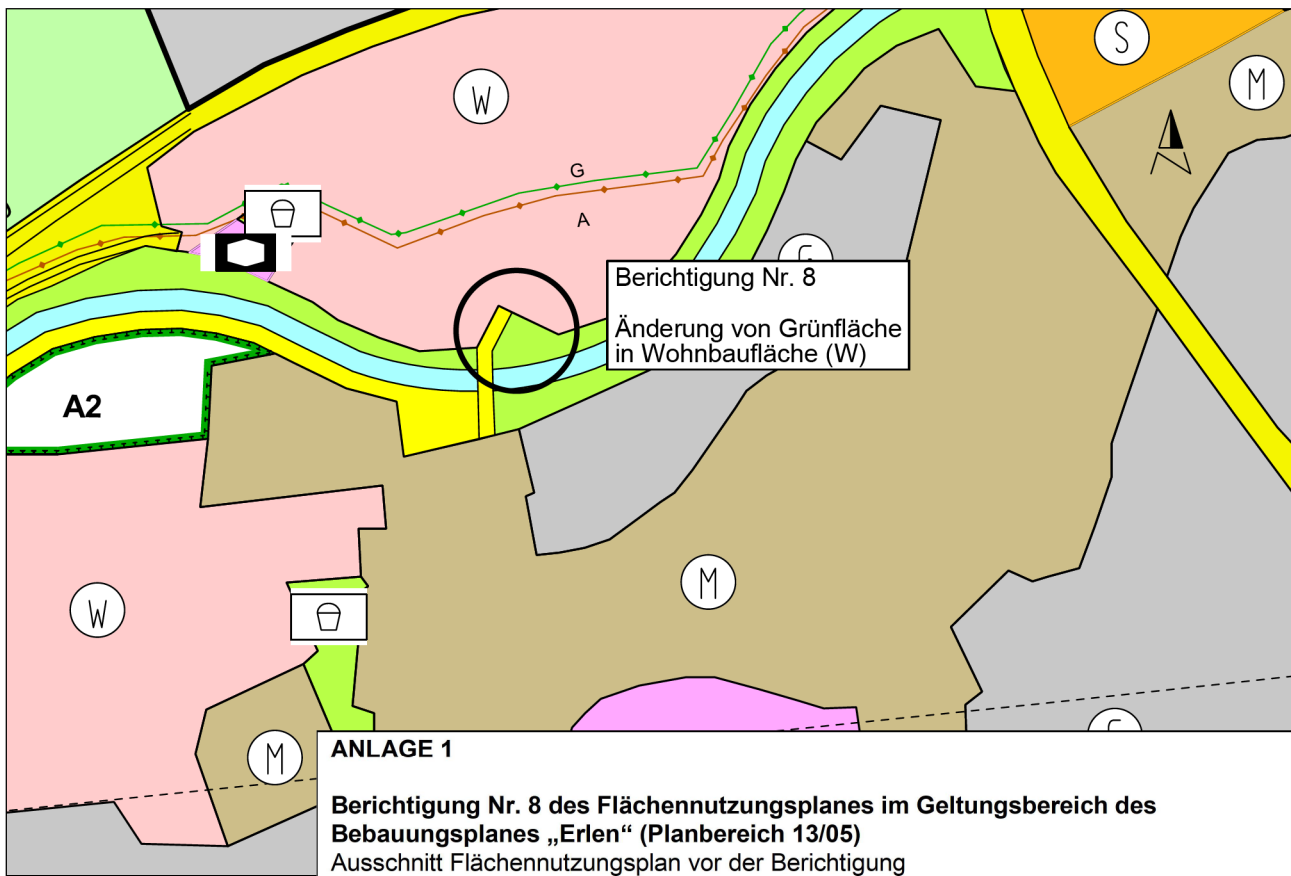 S
M
W
G
A
Berichtigung Nr. 8
Änderung von Grünfläche
in Wohnbaufläche (W)
A2
M
W
M
ANLAGE 1
Berichtigung Nr. 8 des Flächennutzungsplanes im Geltungsbereich des
Bebauungsplanes „Erlen“ (Planbereich 13/05)
Ausschnitt Flächennutzungsplan vor der Berichtigung